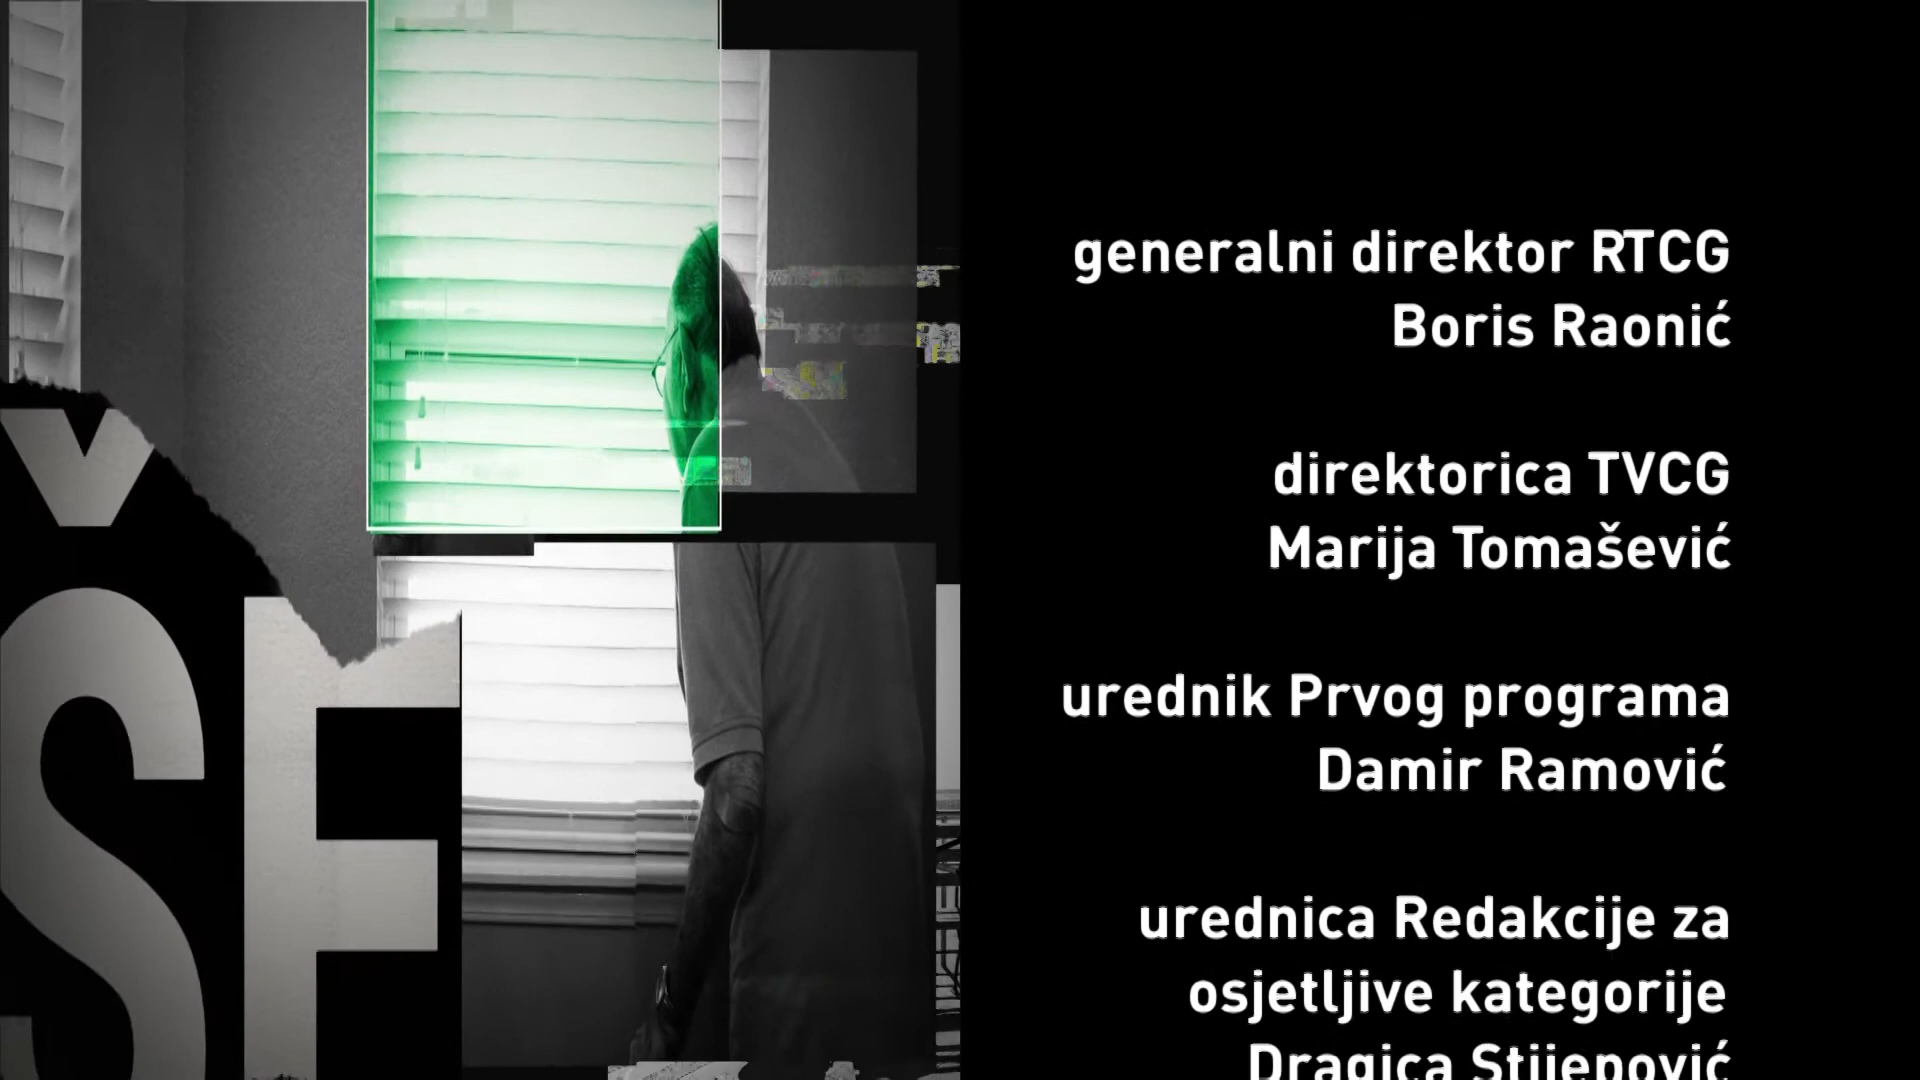 ŠF
generalni direktor RTCG
Boris Raonić
direktorica TVCG
Marija Tomašević
urednik Prvog programa
Damir Ramović
urednica Redakcije za
osjetljive kategorije
Dragica Stijepović